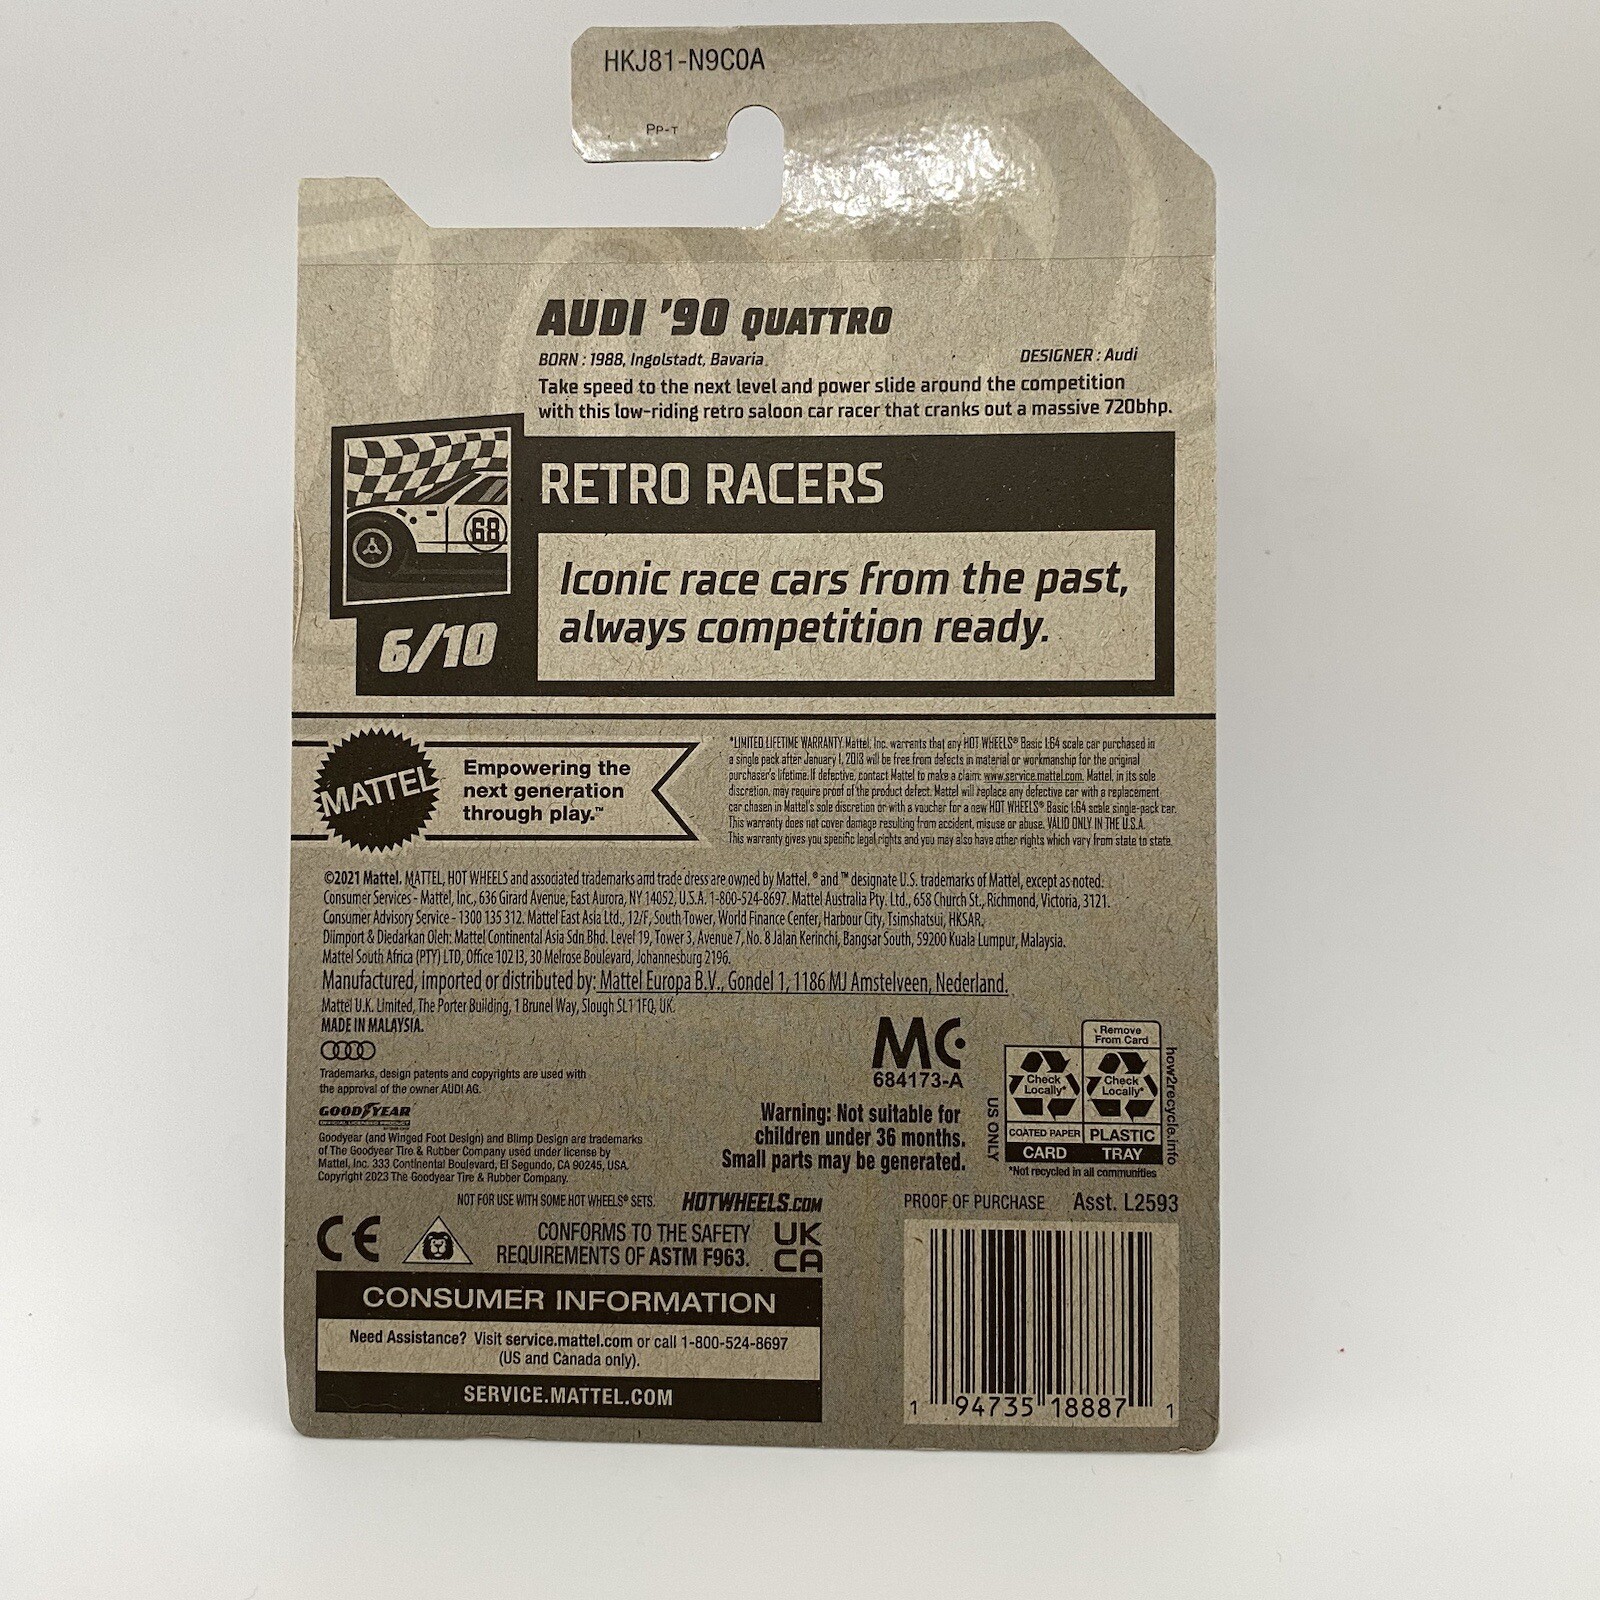 HKJ81-N9C0A
PP-T
AUDI '90 QUATTRO
BORN : 1988, Ingolstadt, Bavaria
DESIGNER : Audi
Take speed to the next level and power slide around the competition
with this low-riding retro saloon car racer that cranks out a massive 720bhp.
68
6/10
RETRO RACERS
Iconic race cars from the past,
always competition ready.
MATTEL
Empowering the
next generation
through play.™
*LIMITED LIFETIME WARRANTY Mattel, Inc. warrants that any HOT WHEELS® Basic 1:64 scale car purchased in
a single pack after January 1, 2013 will be free from defects in material or workmanship for the original
purchaser's lifetime. If defective, contact Mattel to make a claim: www.service.mattel.com. Mattel, in its sole
discretion, may require proof of the product defect. Mattel will replace any defective car with a replacement
car chosen in Mattel's sole discretion or with a voucher for a new HOT WHEELS® Basic 1:64 scale single-pack car.
This warranty does not cover damage resulting from accident, misuse or abuse. VALID ONLY IN THE U.S.A.
This warranty gives you specific legal rights and you may also have other rights which vary from state to state.
©2021 Mattel. MATTEL, HOT WHEELS and associated trademarks and trade dress are owned by Mattel. ® and ™ designate U.S. trademarks of Mattel, except as noted.
Consumer Services - Mattel, Inc., 636 Girard Avenue, East Aurora, NY 14052, U.S.A. 1-800-524-8697. Mattel Australia Pty. Ltd., 658 Church St., Richmond, Victoria, 3121.
Consumer Advisory Service - 1300 135 312. Mattel East Asia Ltd., 12/F, South Tower, World Finance Center, Harbour City, Tsimshatsui, HKSAR.
Diimport & Diedarkan Oleh: Mattel Continental Asia Sdn Bhd. Level 19, Tower 3, Avenue 7, No. 8 Jalan Kerinchi, Bangsar South, 59200 Kuala Lumpur, Malaysia.
Mattel South Africa (PTY) LTD, Office 102 I3, 30 Melrose Boulevard, Johannesburg 2196.
Manufactured, imported or distributed by: Mattel Europa B.V., Gondel 1, 1186 MJ Amstelveen, Nederland.
Mattel U.K. Limited, The Porter Building, 1 Brunel Way, Slough SL1 1FQ, UK.
MADE IN MALAYSIA.
Trademarks, design patents and copyrights are used with
the approval of the owner AUDI AG.
GOODYEAR
OFFICIAL LICENSED PRODUCT
Goodyear (and Winged Foot Design) and Blimp Design are trademarks
of The Goodyear Tire & Rubber Company used under license by
Mattel, Inc. 333 Continental Boulevard, El Segundo, CA 90245, USA.
Copyright 2023 The Goodyear Tire & Rubber Company.
MC
684173-A
Warning: Not suitable for
children under 36 months.
Small parts may be generated.
US ONLY
Remove
From Card
Check
Locally*
Check
Locally*
COATED PAPER
PLASTIC
CARD
TRAY
how2recycle.info
*Not recycled in all communities
NOT FOR USE WITH SOME HOT WHEELS® SETS.
HOTWHEELS.COM
CE
CONFORMS TO THE SAFETY
REQUIREMENTS OF ASTM F963.
UK
CA
PROOF OF PURCHASE
Asst. L2593
CONSUMER INFORMATION
Need Assistance? Visit service.mattel.com or call 1-800-524-8697
(US and Canada only).
SERVICE.MATTEL.COM
1 94735 18887 1